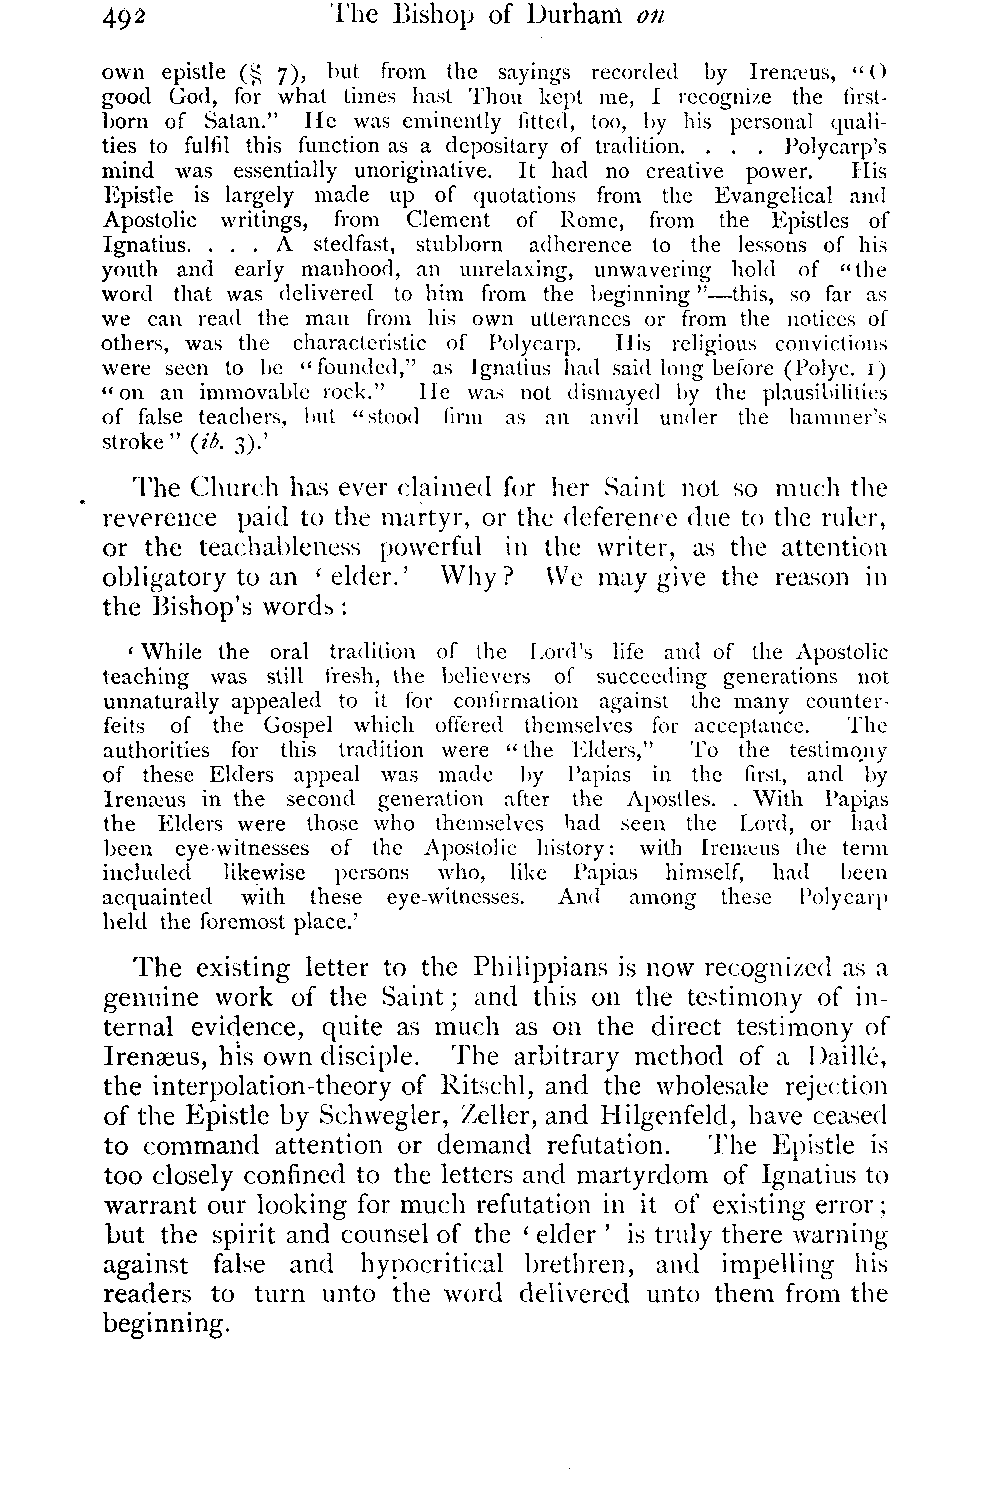 492 The Bishop of Durham on
own epistle (§ 7), but from the sayings recorded by Irenæus, “O
good God, for what times hast Thou kept me, I recognize the first-
born of Satan.” He was eminently fitted, too, by his personal quali-
ties to fulfil this function as a depositary of tradition. . . . Polycarp's
mind was essentially unoriginative. It had no creative power. His
Epistle is largely made up of quotations from the Evangelical and
Apostolic writings, from Clement of Rome, from the Epistles of
Ignatius. . . . A stedfast, stubborn adherence to the lessons of his
youth and early manhood, an unrelaxing, unwavering hold of “the
word that was delivered to him from the beginning”—this, so far as
we can read the man from his own utterances or from the notices of
others, was the characteristic of Polycarp. His religious convictions
were seen to be “founded,” as Ignatius had said long before (Polyc. 1)
“on an immovable rock.” He was not dismayed by the plausibilities
of false teachers, but “stood firm as an anvil under the hammer's
stroke” (ib. 3).’
The Church has ever claimed for her Saint not so much the
reverence paid to the martyr, or the deference due to the ruler,
or the teachableness powerful in the writer, as the attention
obligatory to an ‘elder.’ Why? We may give the reason in
the Bishop's words:
‘While the oral tradition of the Lord's life and of the Apostolic
teaching was still fresh, the believers of succeeding generations not
unnaturally appealed to it for confirmation against the many counter-
feits of the Gospel which offered themselves for acceptance. The
authorities for this tradition were “the Elders,” To the testimony
of these Elders appeal was made by Papias in the first, and by
Irenæus in the second generation after the Apostles. . With Papias
the Elders were those who themselves had seen the Lord, or had
been eye-witnesses of the Apostolic history: with Irenæus the term
included likewise persons who, like Papias himself, had been
acquainted with these eye-witnesses. And among these Polycarp
held the foremost place.’
The existing letter to the Philippians is now recognized as a
genuine work of the Saint; and this on the testimony of in-
ternal evidence, quite as much as on the direct testimony of
Irenæus, his own disciple. The arbitrary method of a Daillé,
the interpolation-theory of Ritschl, and the wholesale rejection
of the Epistle by Schwegler, Zeller, and Hilgenfeld, have ceased
to command attention or demand refutation. The Epistle is
too closely confined to the letters and martyrdom of Ignatius to
warrant our looking for much refutation in it of existing error;
but the spirit and counsel of the ‘elder’ is truly there warning
against false and hypocritical brethren, and impelling his
readers to turn unto the word delivered unto them from the
beginning.